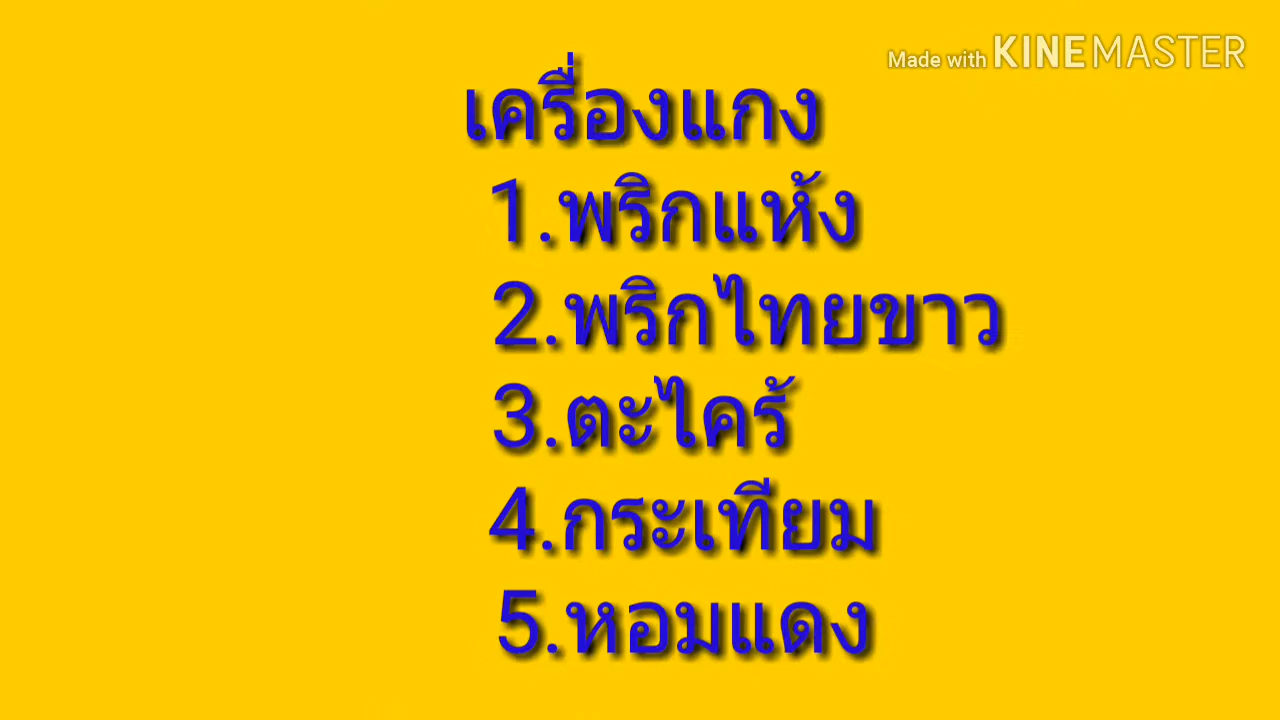 Made with KINEMASTER
เครื่องแกง
1.พริกแห้ง
2.พริกไทยขาว
3.ตะไคร้
4.กระเทียม
5.หอมแดง